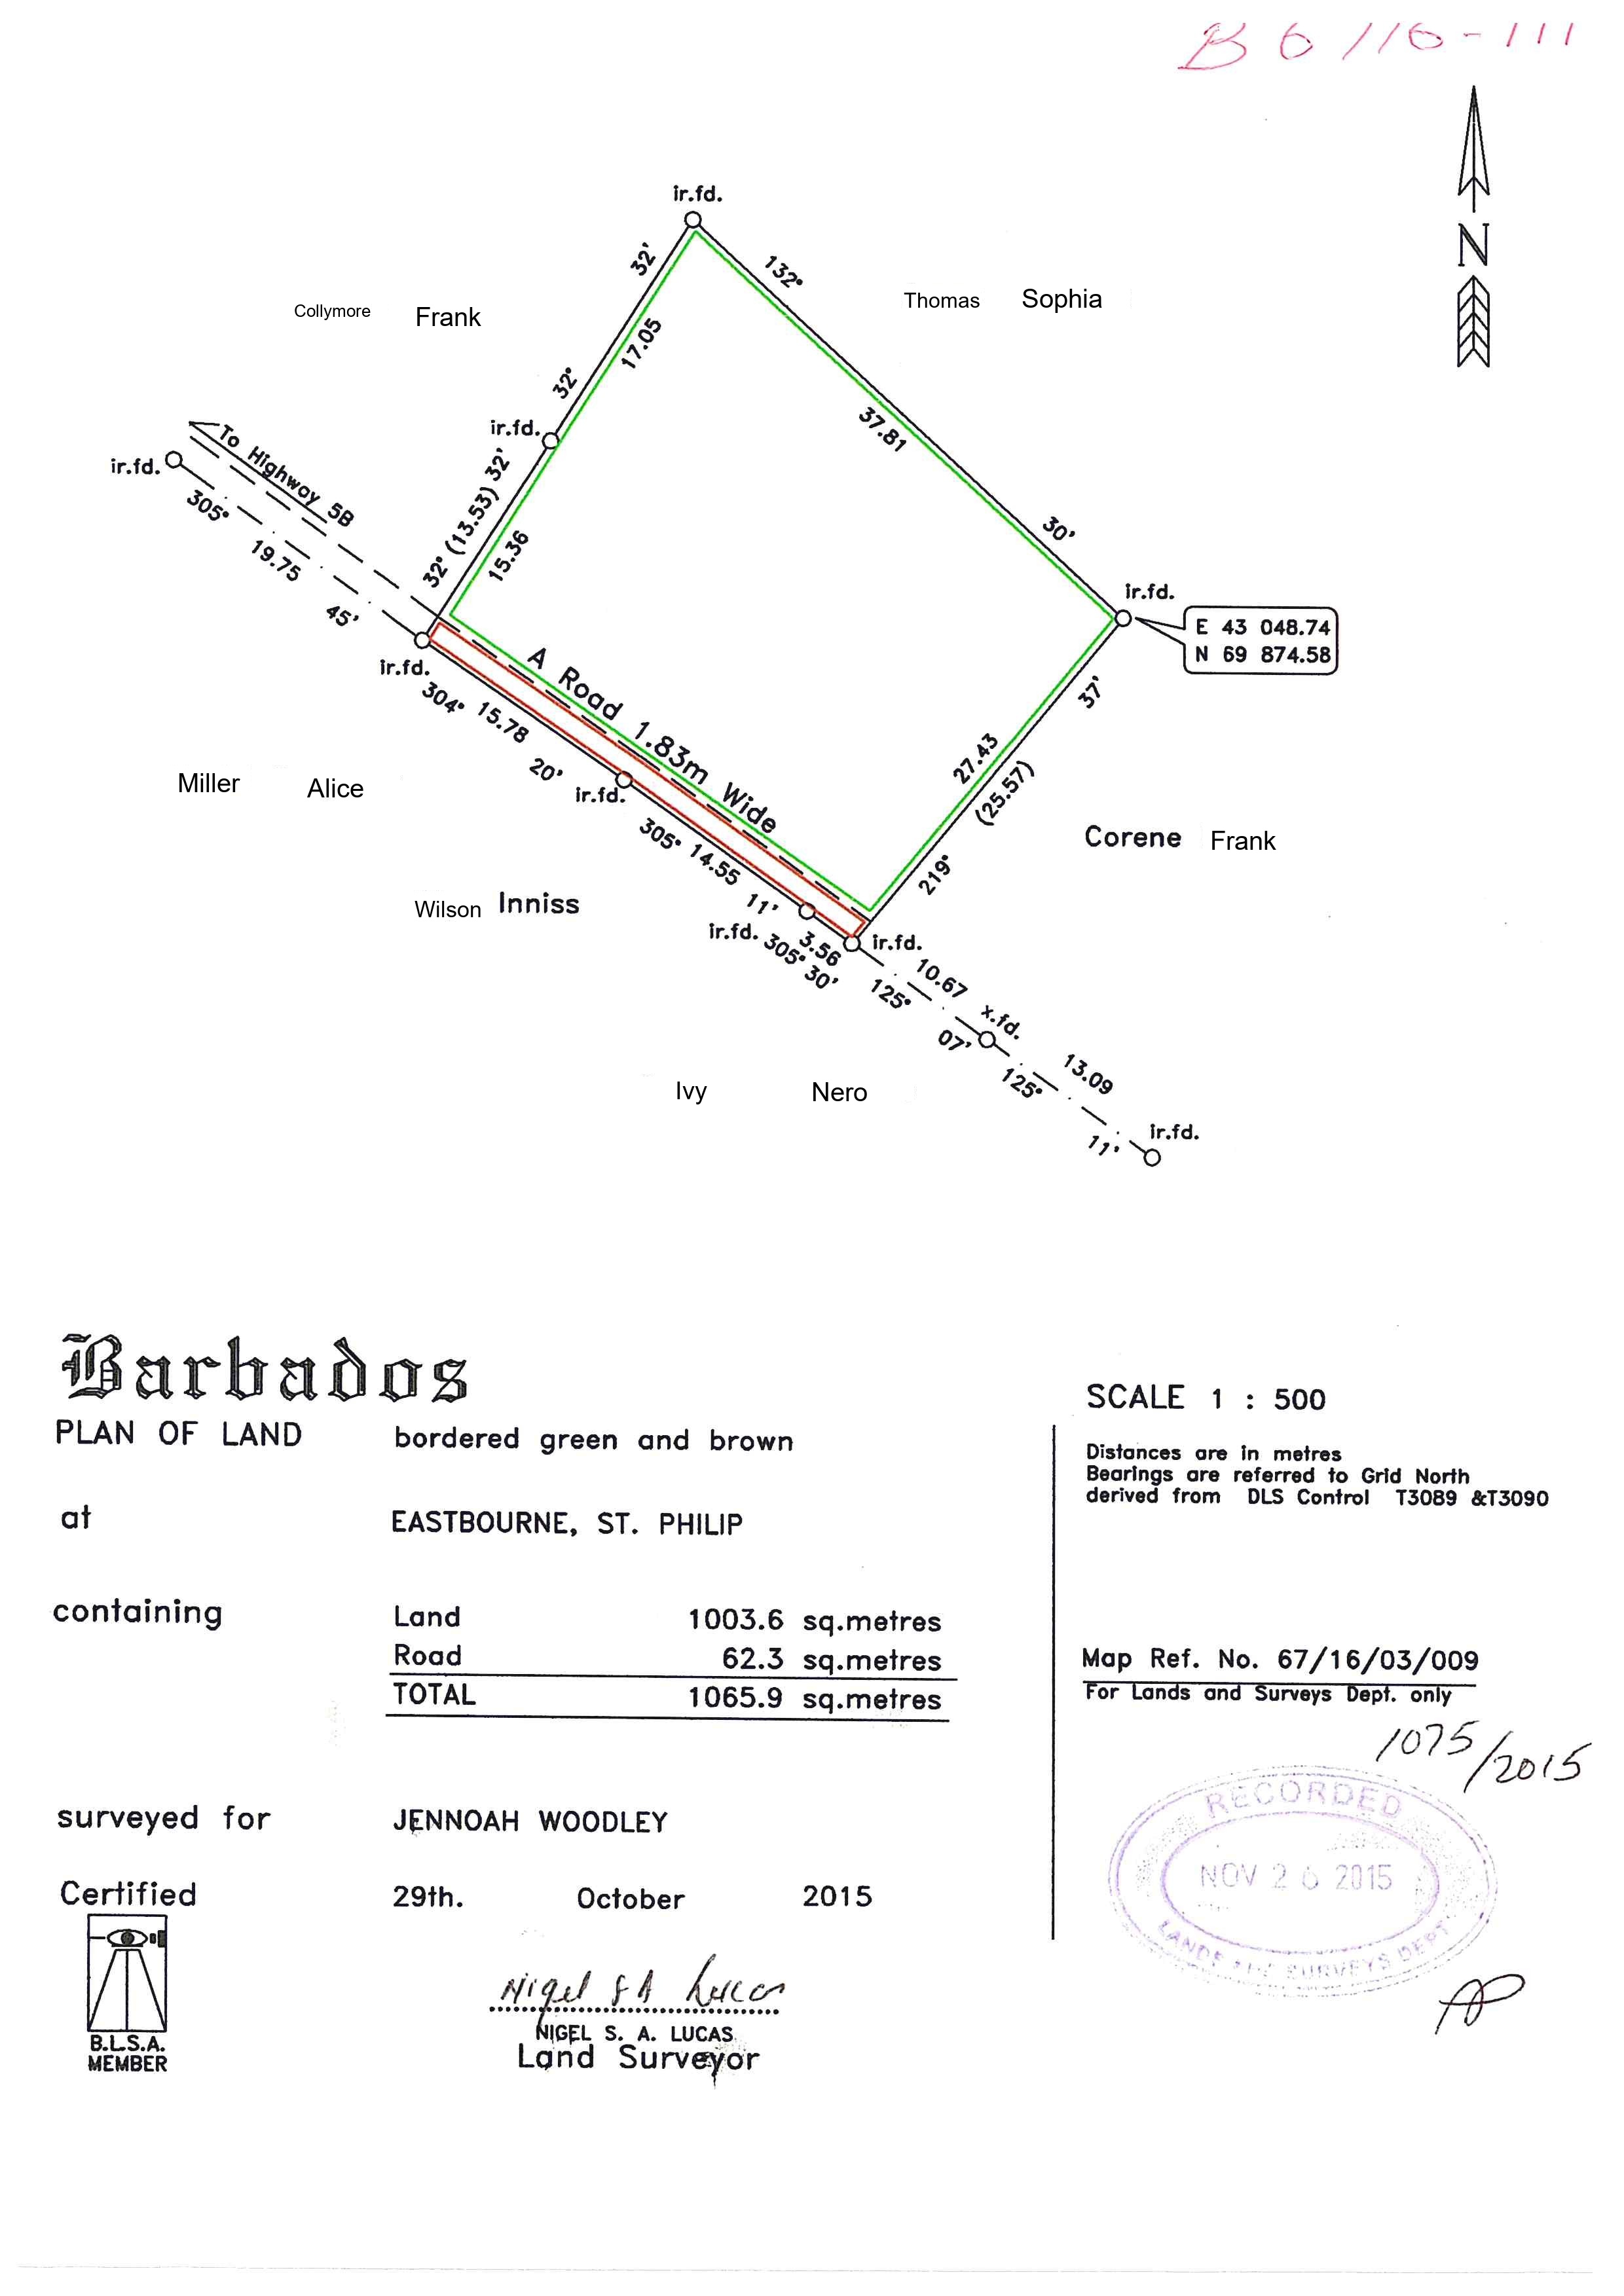 B 6 110-111
ir.fd.
N
32'
132°
Collymore Frank
Thomas Sophia
17.05
32°
ir.fd.
37.81
To Highway 5B
ir.fd.
32° (13.53) 32'
305°
19.75
45'
15.36
30'
ir.fd.
E 43 048.74
N 69 874.58
ir.fd.
A Road 1.83m Wide
304° 15.78 20'
37'
27.43
(25.57)
219°
Miller Alice
ir.fd.
Corene Frank
305° 14.55 11'
Wilson Inniss
ir.fd.
3.56
305° 30'
ir.fd.
10.67
125° 07'
x.fd.
13.09
125° 11'
ir.fd.
Ivy Nero
Barbados
PLAN OF LAND bordered green and brown
at EASTBOURNE, ST. PHILIP
containing Land 1003.6 sq.metres
Road 62.3 sq.metres
TOTAL 1065.9 sq.metres
surveyed for JENNOAH WOODLEY
Certified 29th. October 2015
B.L.S.A.
MEMBER
Nigel S A Lucas
NIGEL S. A. LUCAS
Land Surveyor
SCALE 1 : 500
Distances are in metres
Bearings are referred to Grid North
derived from DLS Control T3089 &T3090
Map Ref. No. 67/16/03/009
For Lands and Surveys Dept. only
1075/2015
RECORDED
NOV 26 2015
LANDS AND SURVEYS DEPT
AP